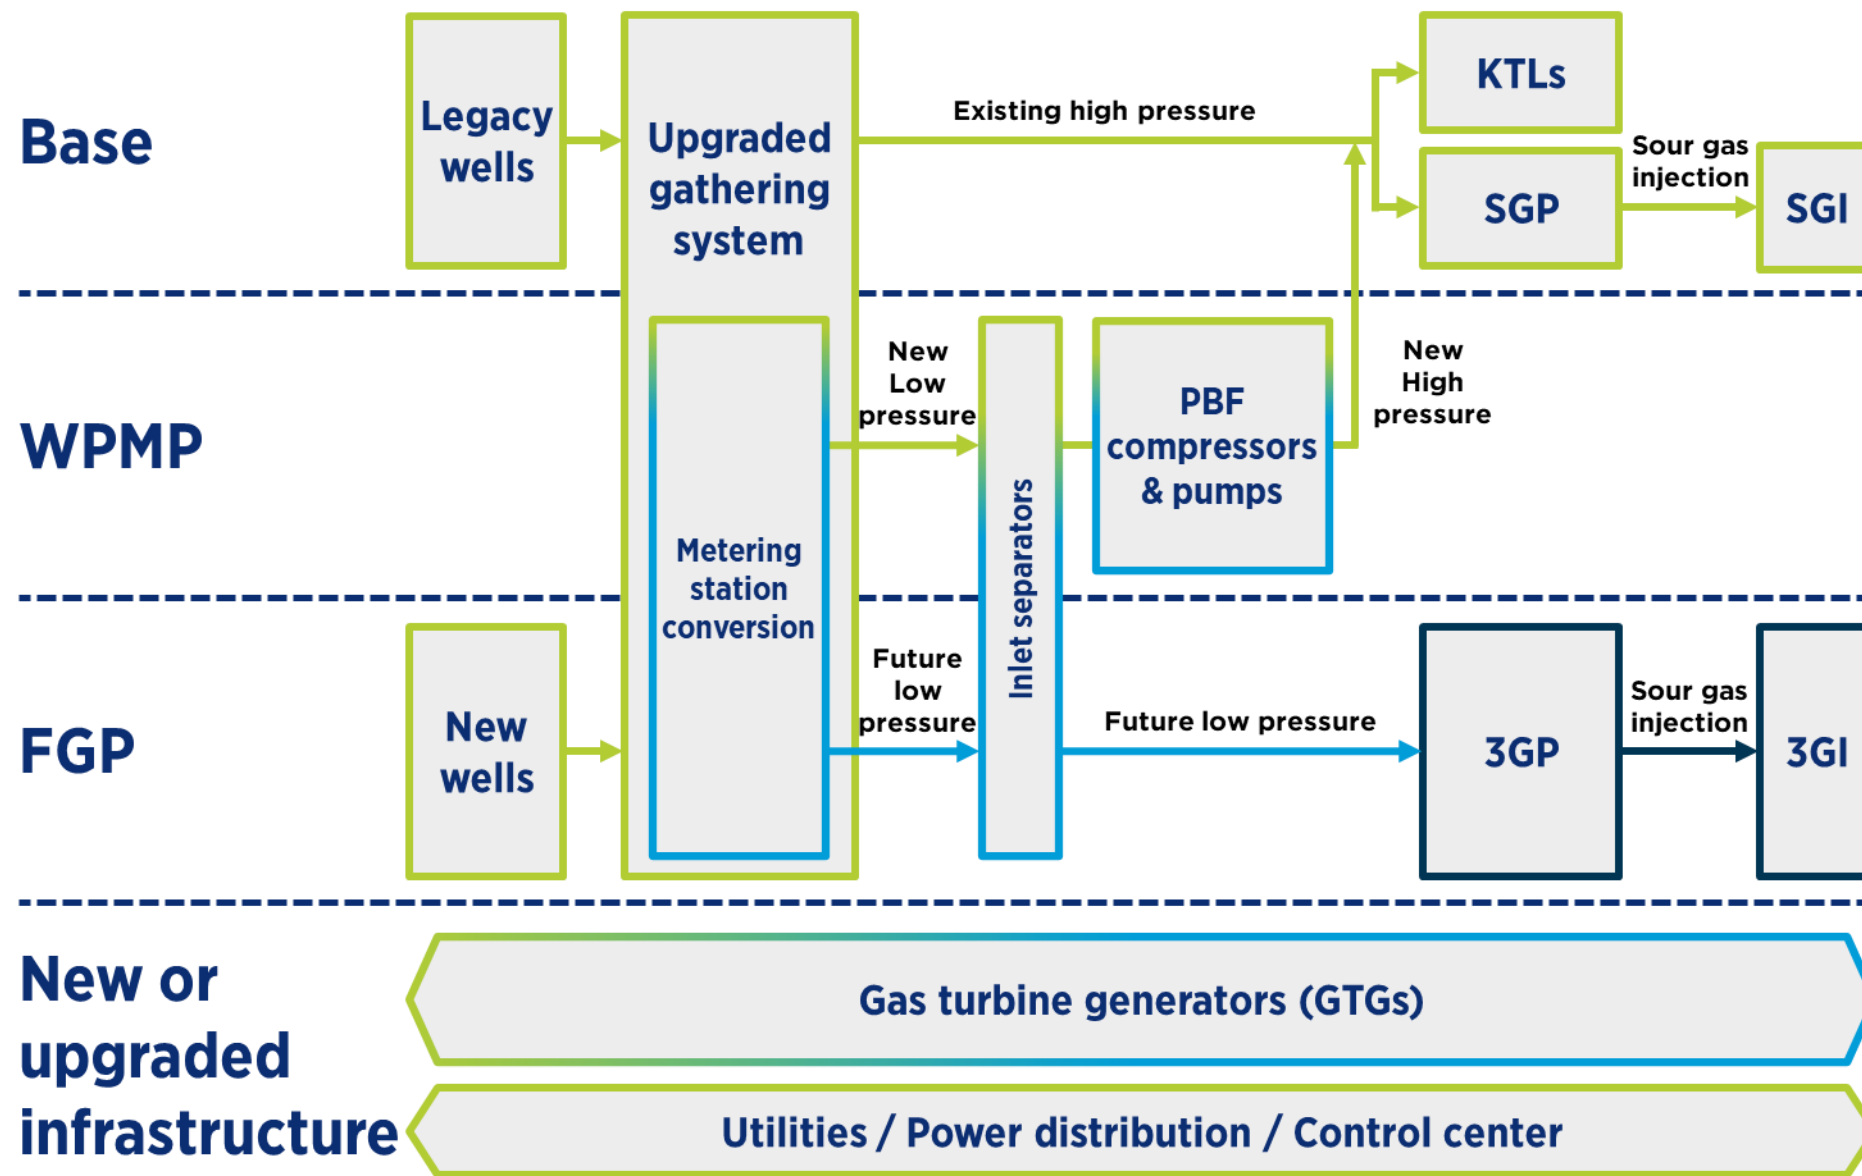 Base
Legacy
wells
Upgraded
gathering
system
Existing high pressure
KTLs
SGP
Sour gas
injection
SGI
WPMP
Metering
station
conversion
New
Low
pressure
Inlet separators
PBF
compressors
& pumps
New
High
pressure
FGP
New
wells
Future
low
pressure
Future low pressure
3GP
Sour gas
injection
3GI
New or
upgraded
infrastructure
Gas turbine generators (GTGs)
Utilities / Power distribution / Control center